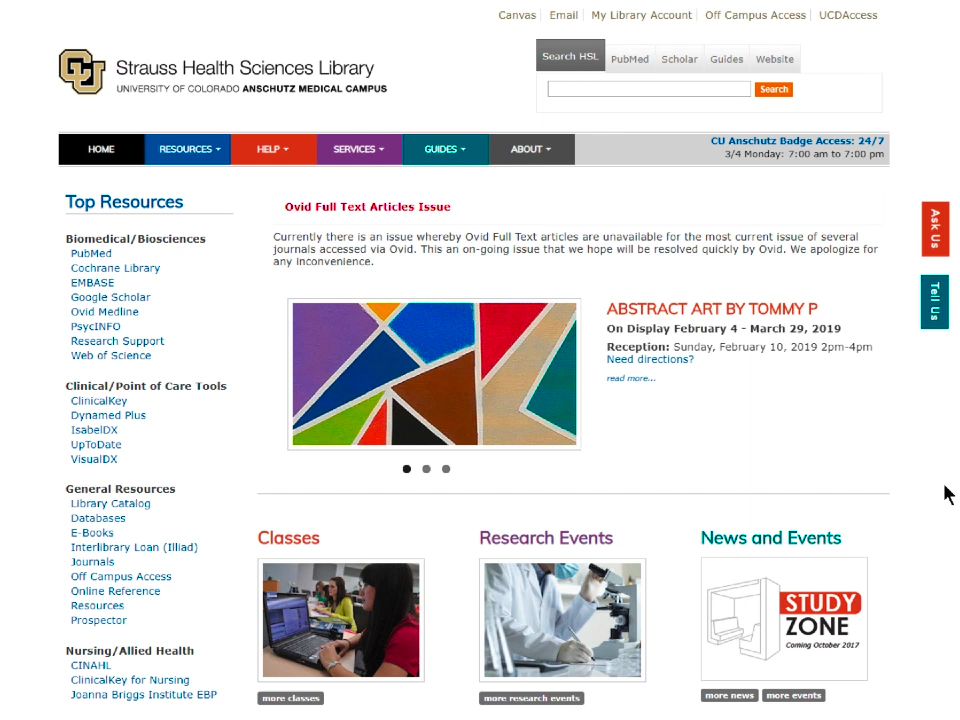 Canvas Email My Library Account Off Campus Access UCDAccess
Strauss Health Sciences Library
UNIVERSITY OF COLORADO ANSCHUTZ MEDICAL CAMPUS
Search HSL PubMed Scholar Guides Website
Search
HOME RESOURCES HELP SERVICES GUIDES ABOUT
CU Anschutz Badge Access: 24/7
3/4 Monday: 7:00 am to 7:00 pm
Top Resources
Biomedical/Biosciences
PubMed
Cochrane Library
EMBASE
Google Scholar
Ovid Medline
PsycINFO
Research Support
Web of Science
Clinical/Point of Care Tools
ClinicalKey
Dynamed Plus
IsabelDX
UpToDate
VisualDX
General Resources
Library Catalog
Databases
E-Books
Interlibrary Loan (Illiad)
Journals
Off Campus Access
Online Reference
Resources
Prospector
Nursing/Allied Health
CINAHL
ClinicalKey for Nursing
Joanna Briggs Institute EBP
Ovid Full Text Articles Issue
Currently there is an issue whereby Ovid Full Text articles are unavailable for the most current issue of several
journals accessed via Ovid. This an on-going issue that we hope will be resolved quickly by Ovid. We apologize for
any inconvenience.
ABSTRACT ART BY TOMMY P
On Display February 4 - March 29, 2019
Reception: Sunday, February 10, 2019 2pm-4pm
Need directions?
read more...
Classes
more classes
Research Events
more research events
News and Events
STUDY
ZONE
Coming October 2017
more news more events
Ask Us
Tell Us